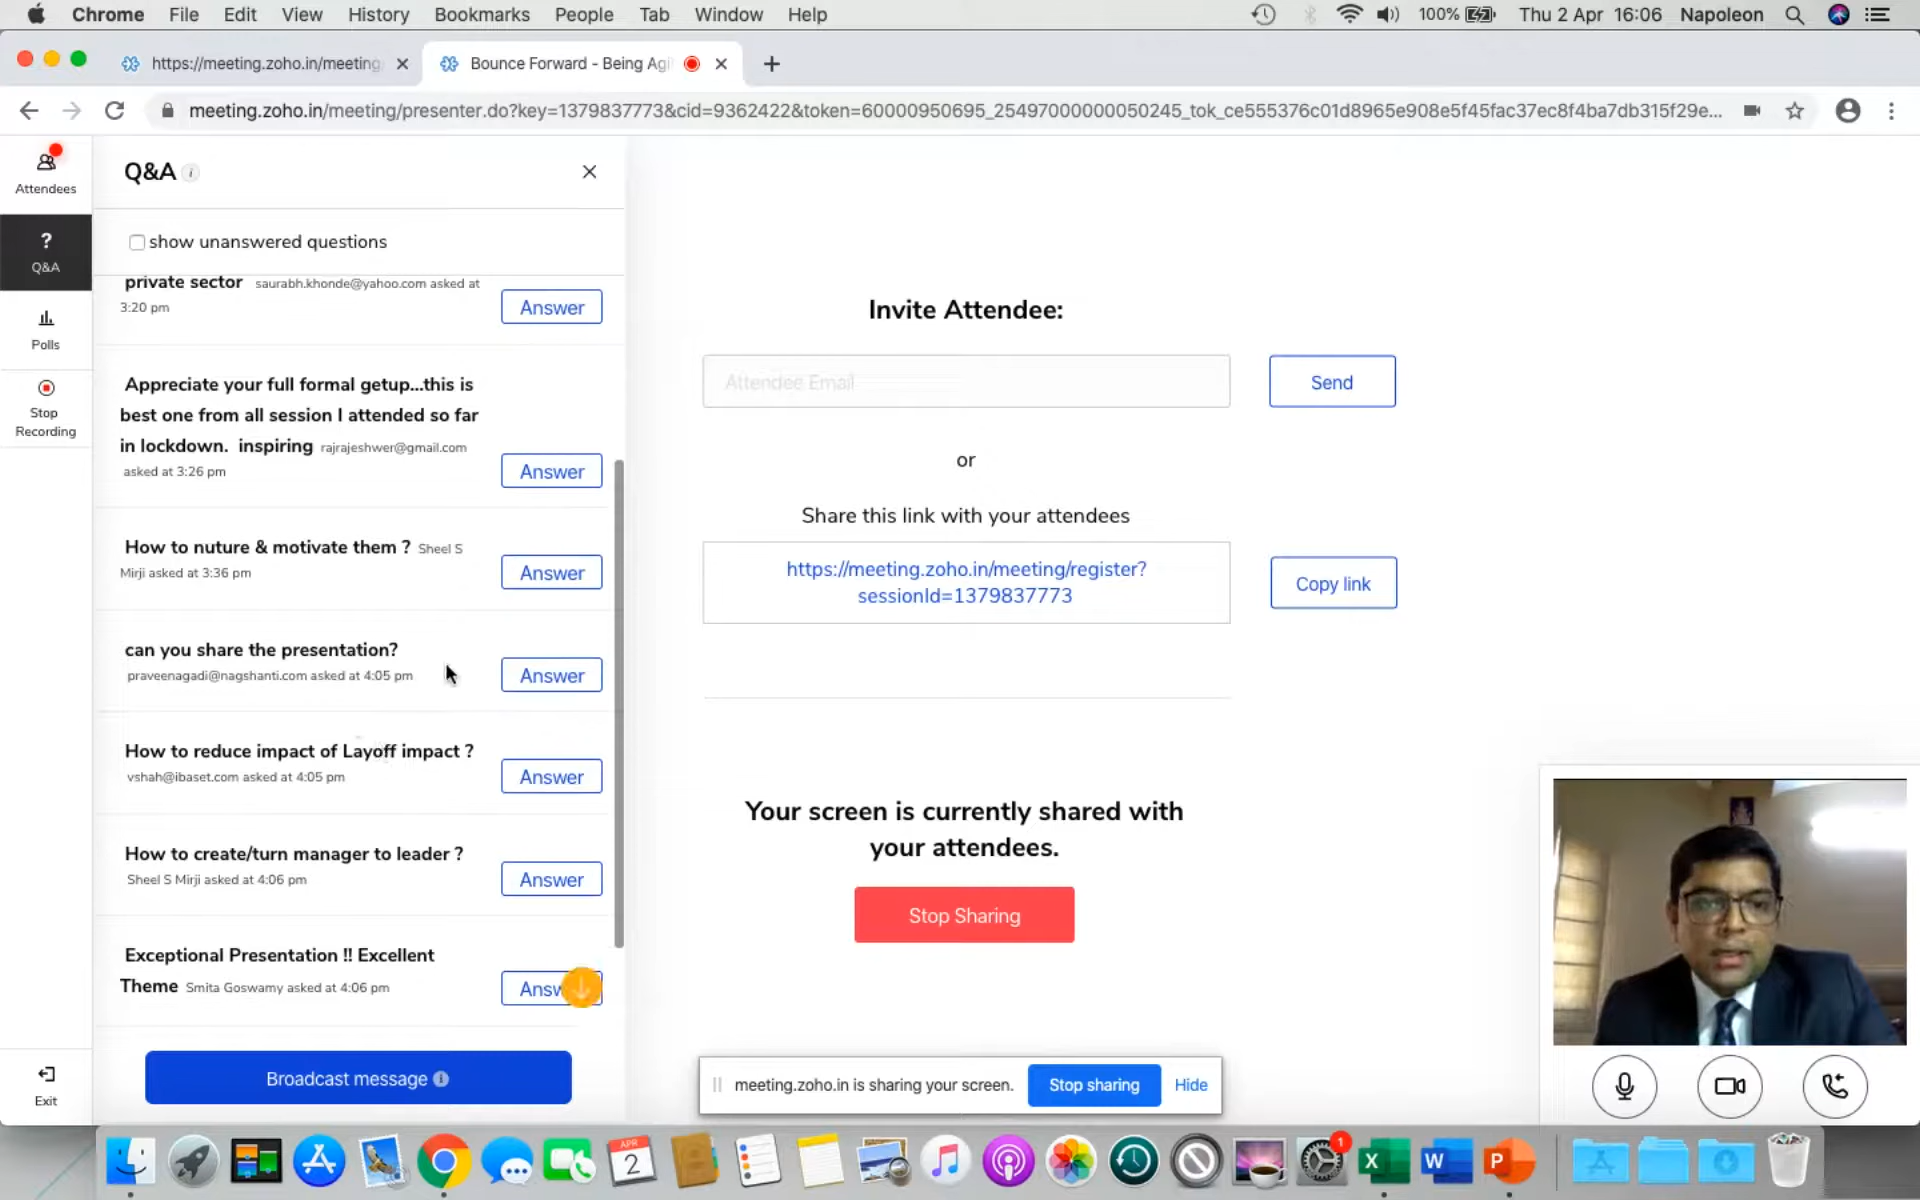 Chrome File Edit View History Bookmarks People Tab Window Help
100% Thu 2 Apr 16:06 Napoleon
https://meeting.zoho.in/meeting
Bounce Forward - Being Agi
meeting.zoho.in/meeting/presenter.do?key=1379837773&cid=9362422&token=60000950695_25497000000050245_tok_ce555376c01d8965e908e5f45fac37ec8f4ba7db315f29e...
Attendees
?
Q&A
Polls
Stop
Recording
Exit
Q&A i
show unanswered questions
private sector saurabh.khonde@yahoo.com asked at
3:20 pm
Answer
Appreciate your full formal getup...this is
best one from all session I attended so far
in lockdown. inspiring rajrajeshwer@gmail.com
asked at 3:26 pm
Answer
How to nuture & motivate them ? Sheel S
Mirji asked at 3:36 pm
Answer
can you share the presentation?
praveenagadi@nagshanti.com asked at 4:05 pm
Answer
How to reduce impact of Layoff impact ?
vshah@ibaset.com asked at 4:05 pm
Answer
How to create/turn manager to leader ?
Sheel S Mirji asked at 4:06 pm
Answer
Exceptional Presentation !! Excellent
Theme Smita Goswamy asked at 4:06 pm
Answ
Broadcast message i
Invite Attendee:
Attendee Email
Send
or
Share this link with your attendees
https://meeting.zoho.in/meeting/register?
sessionId=1379837773
Copy link
Your screen is currently shared with
your attendees.
Stop Sharing
meeting.zoho.in is sharing your screen. Stop sharing Hide
APR
2
1
X
W
P